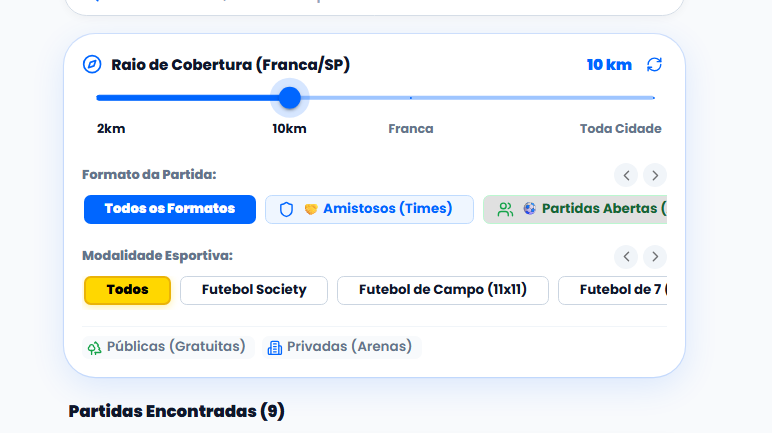 Raio de Cobertura (Franca/SP) 10 km
2km 10km Franca Toda Cidade
Formato da Partida:
Todos os Formatos Amistosos (Times) Partidas Abertas (
Modalidade Esportiva:
Todos Futebol Society Futebol de Campo (11x11) Futebol de 7 (
Públicas (Gratuitas) Privadas (Arenas)
Partidas Encontradas (9)